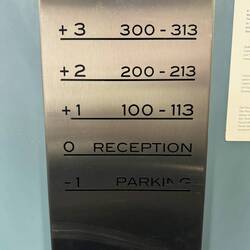 +3 300-313
+2 200-213
+1 100-113
0 RECEPTION
-1 PARKING